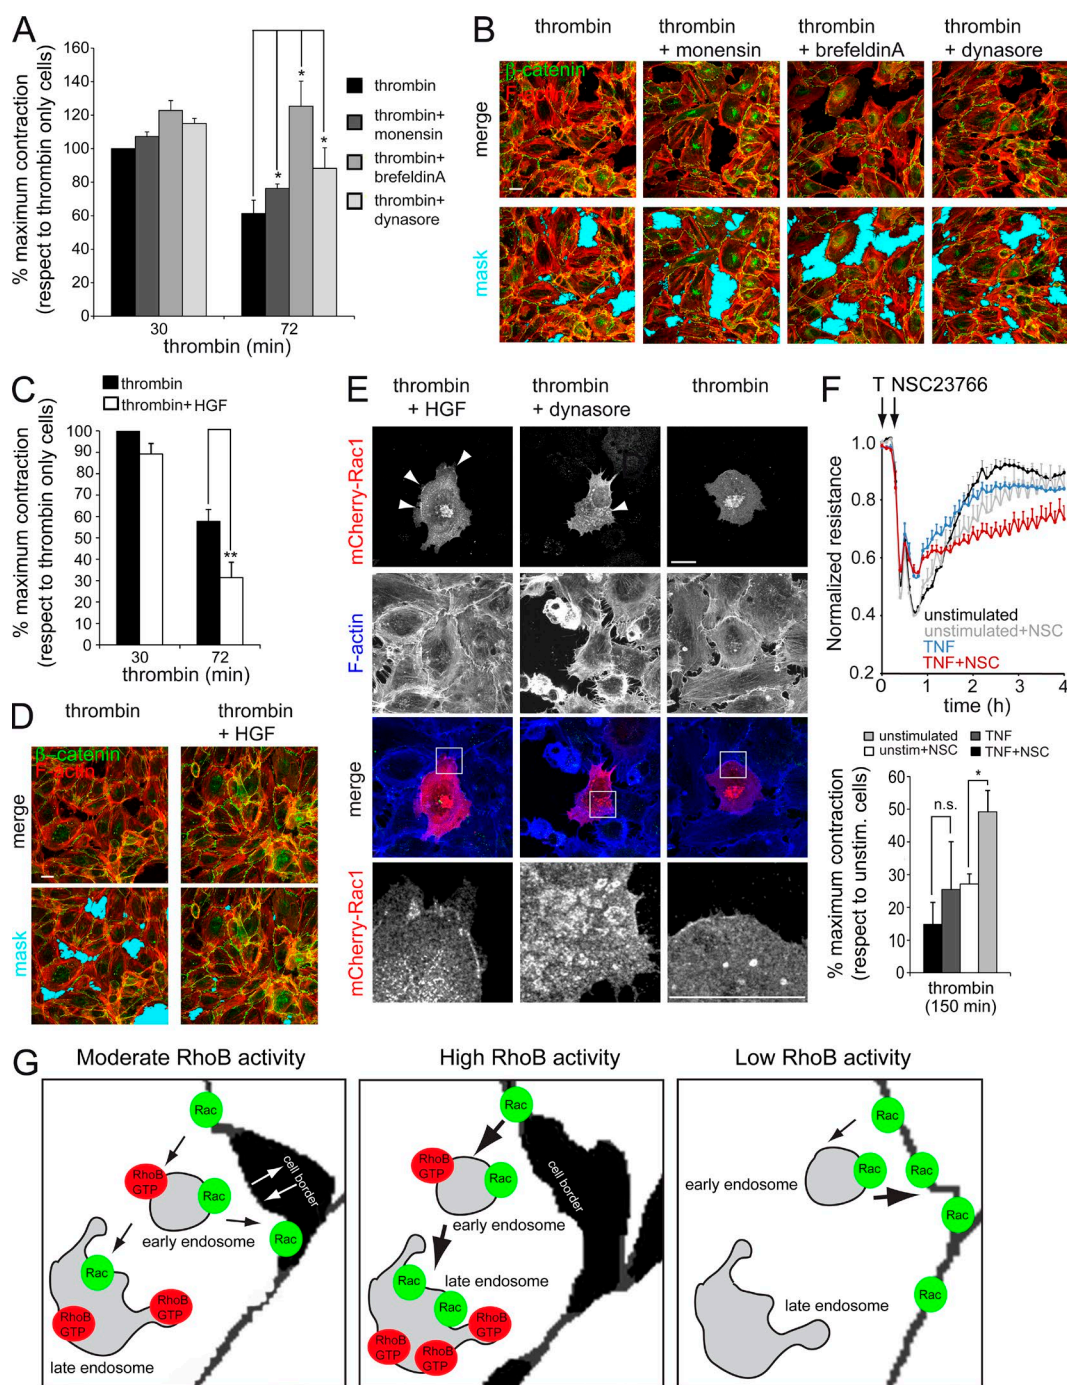 A
% maximum contraction
(respect to thrombin only cells)
160
140
120
100
80
60
40
20
0
*
*
*
30
72
thrombin (min)
thrombin
thrombin+
monensin
thrombin+
brefeldinA
thrombin+
dynasore
B
thrombin
thrombin
+ monensin
thrombin
+ brefeldinA
thrombin
+ dynasore
β-catenin
F-actin
merge
mask
C
thrombin
thrombin+HGF
% maximum contraction
(respect to thrombin only cells)
100
90
80
70
60
50
40
30
20
10
0
**
30
72
thrombin (min)
D
thrombin
thrombin
+ HGF
β-catenin
F-actin
merge
mask
E
thrombin
+ HGF
thrombin
+ dynasore
thrombin
mCherry-Rac1
F-actin
merge
mCherry-Rac1
F
T NSC23766
Normalized resistance
1.0
0.8
0.6
0.4
0.2
unstimulated
unstimulated+NSC
TNF
TNF+NSC
0 1 2 3 4
time (h)
unstimulated
TNF
unstim+NSC
TNF+NSC
% maximum contraction
(respect to unstim. cells)
60
50
40
30
20
10
0
n.s.
*
thrombin
(150 min)
G
Moderate RhoB activity
Rac
RhoB
GTP
Rac
cell border
early endosome
Rac
Rac
RhoB
GTP
RhoB
GTP
late endosome
High RhoB activity
Rac
RhoB
GTP
Rac
cell border
early endosome
late endosome
Rac
Rac
RhoB
GTP
RhoB
GTP
RhoB
GTP
Low RhoB activity
Rac
Rac
Rac
early endosome
Rac
Rac
late endosome